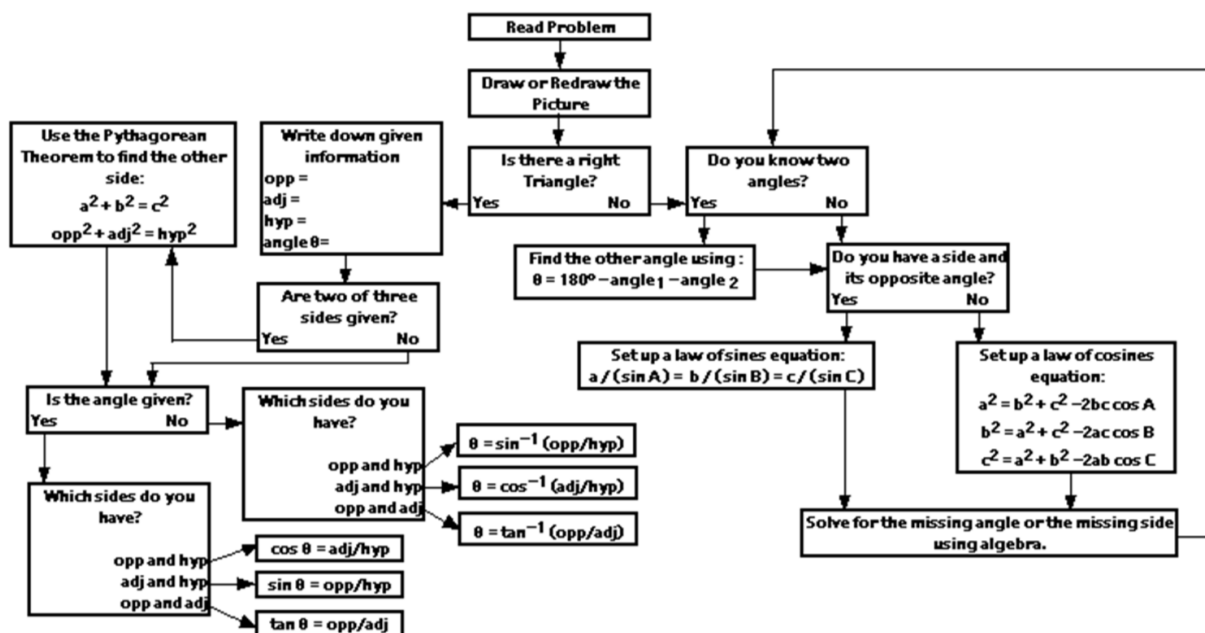 Read Problem
Draw or Redraw the
Picture
Is there a right
Triangle?
Yes No
Write down given
information
opp =
adj =
hyp =
angle θ=
Use the Pythagorean
Theorem to find the other
side:
a² + b² = c²
opp² + adj² = hyp²
Are two of three
sides given?
Yes No
Is the angle given?
Yes No
Which sides do you
have?
opp and hyp
adj and hyp
opp and adj
θ = sin⁻¹ (opp/hyp)
θ = cos⁻¹ (adj/hyp)
θ = tan⁻¹ (opp/adj)
Which sides do you
have?
opp and hyp
adj and hyp
opp and adj
cos θ = adj/hyp
sin θ = opp/hyp
tan θ = opp/adj
Do you know two
angles?
Yes No
Find the other angle using :
θ = 180º – angle₁ – angle₂
Do you have a side and
its opposite angle?
Yes No
Set up a law of sines equation:
a / (sin A) = b / (sin B) = c / (sin C)
Set up a law of cosines
equation:
a² = b² + c² –2bc cos A
b² = a² + c² –2ac cos B
c² = a² + b² –2ab cos C
Solve for the missing angle or the missing side
using algebra.